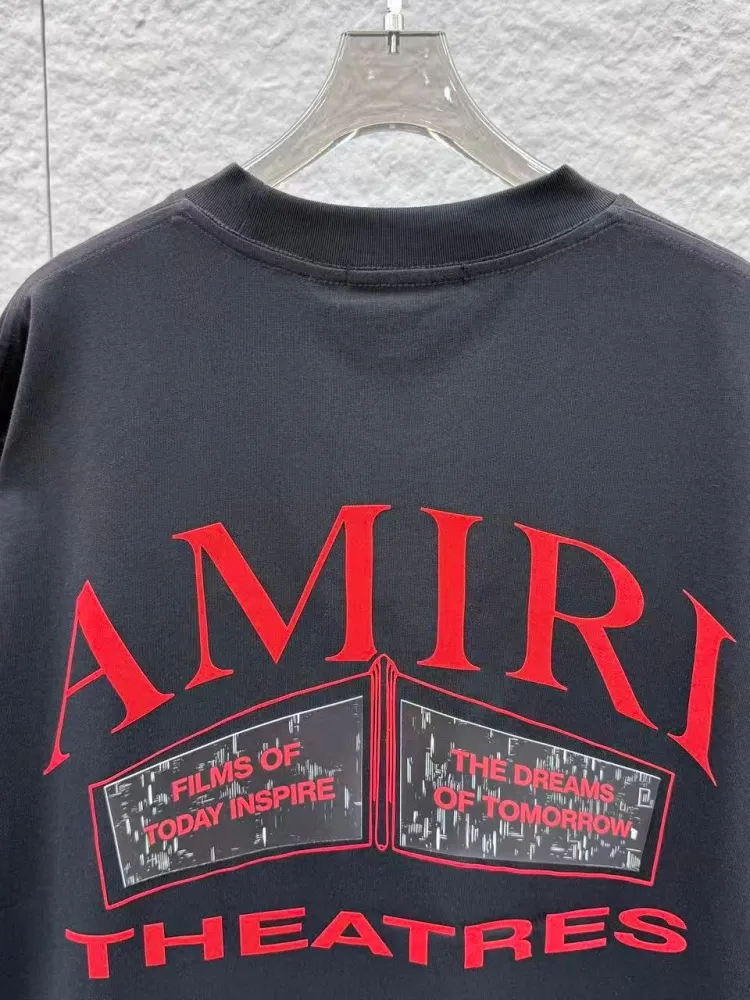 AMIRI
FILMS OF
TODAY INSPIRE
THE DREAMS
OF TOMORROW
THEATRES